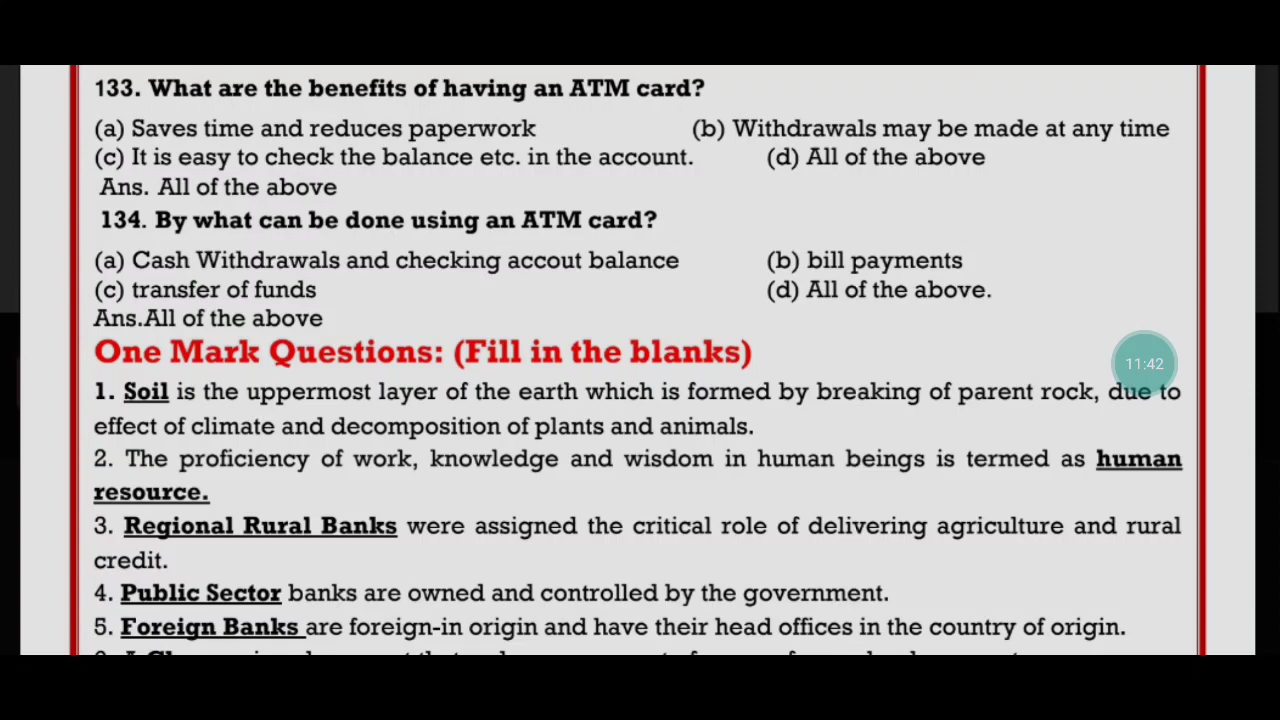 133. What are the benefits of having an ATM card?
(a) Saves time and reduces paperwork (b) Withdrawals may be made at any time
(c) It is easy to check the balance etc. in the account. (d) All of the above
Ans. All of the above
134. By what can be done using an ATM card?
(a) Cash Withdrawals and checking accout balance (b) bill payments
(c) transfer of funds (d) All of the above.
Ans.All of the above
One Mark Questions: (Fill in the blanks)
11:42
1. Soil is the uppermost layer of the earth which is formed by breaking of parent rock, due to
effect of climate and decomposition of plants and animals.
2. The proficiency of work, knowledge and wisdom in human beings is termed as human
resource.
3. Regional Rural Banks were assigned the critical role of delivering agriculture and rural
credit.
4. Public Sector banks are owned and controlled by the government.
5. Foreign Banks are foreign-in origin and have their head offices in the country of origin.